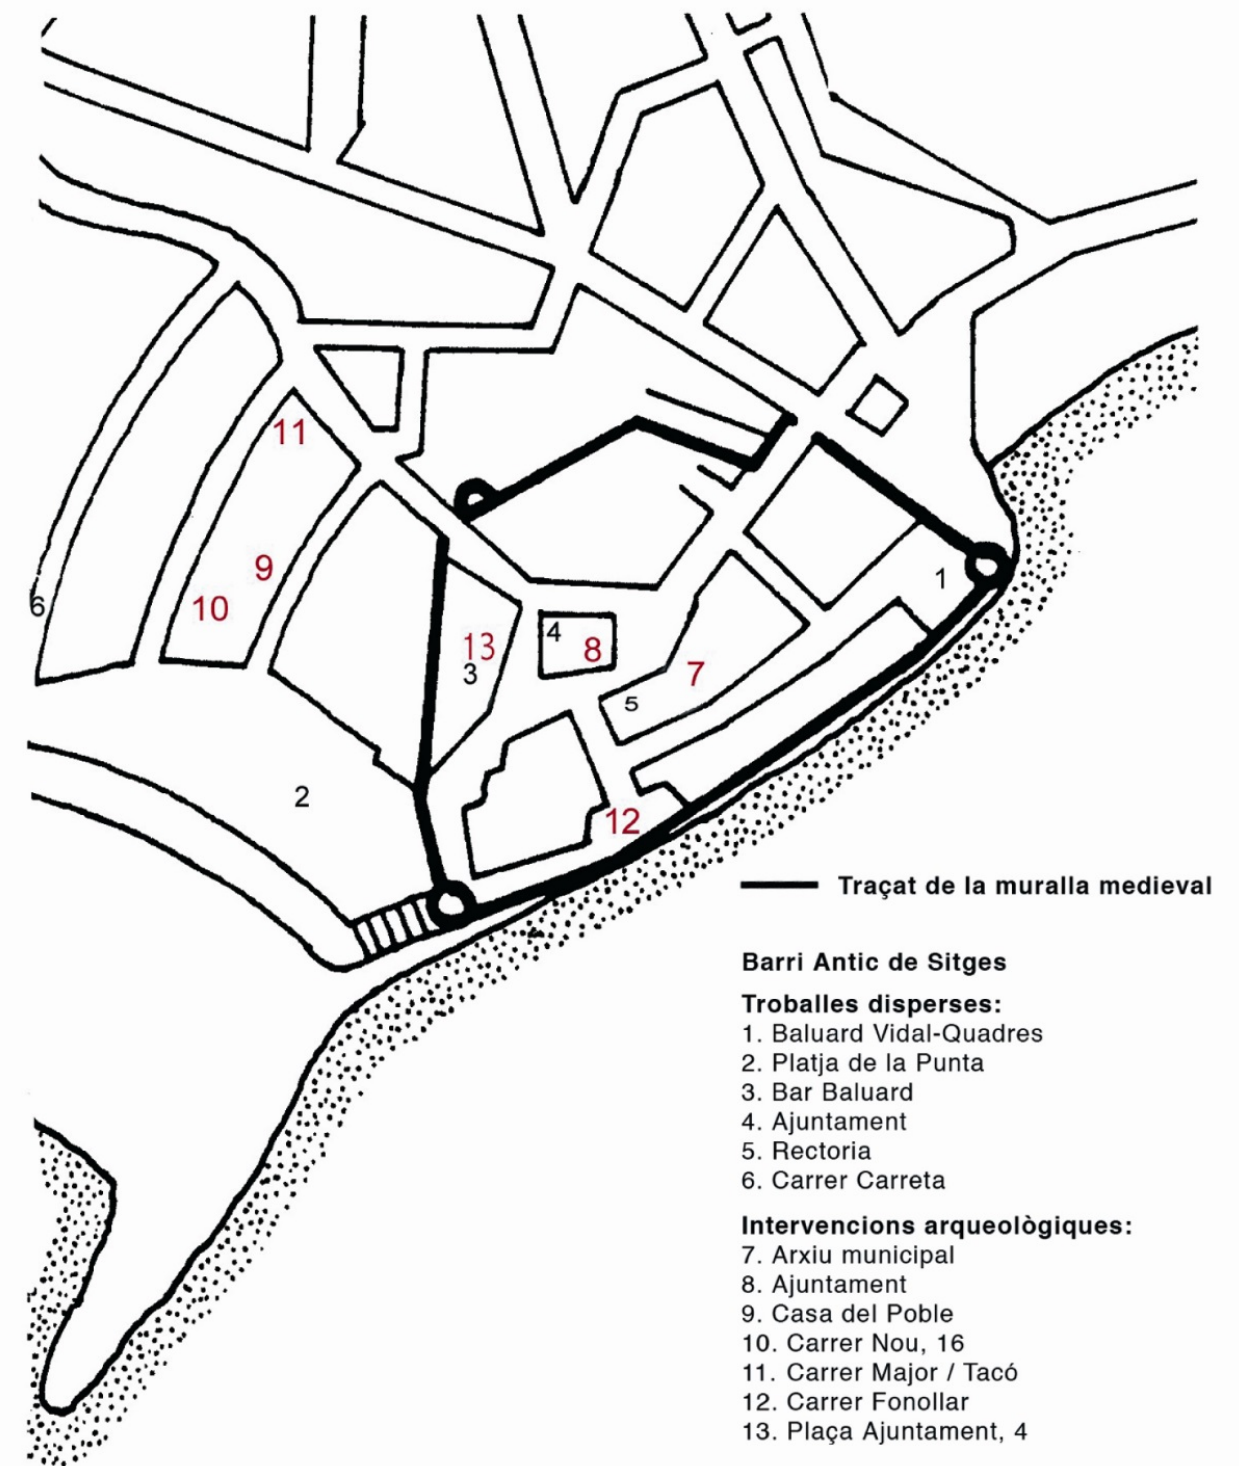 11
9
10
6
13
3
4
8
7
5
1
2
12
Traçat de la muralla medieval
Barri Antic de Sitges
Troballes disperses:
1. Baluard Vidal-Quadres
2. Platja de la Punta
3. Bar Baluard
4. Ajuntament
5. Rectoria
6. Carrer Carreta
Intervencions arqueològiques:
7. Arxiu municipal
8. Ajuntament
9. Casa del Poble
10. Carrer Nou, 16
11. Carrer Major / Tacó
12. Carrer Fonollar
13. Plaça Ajuntament, 4